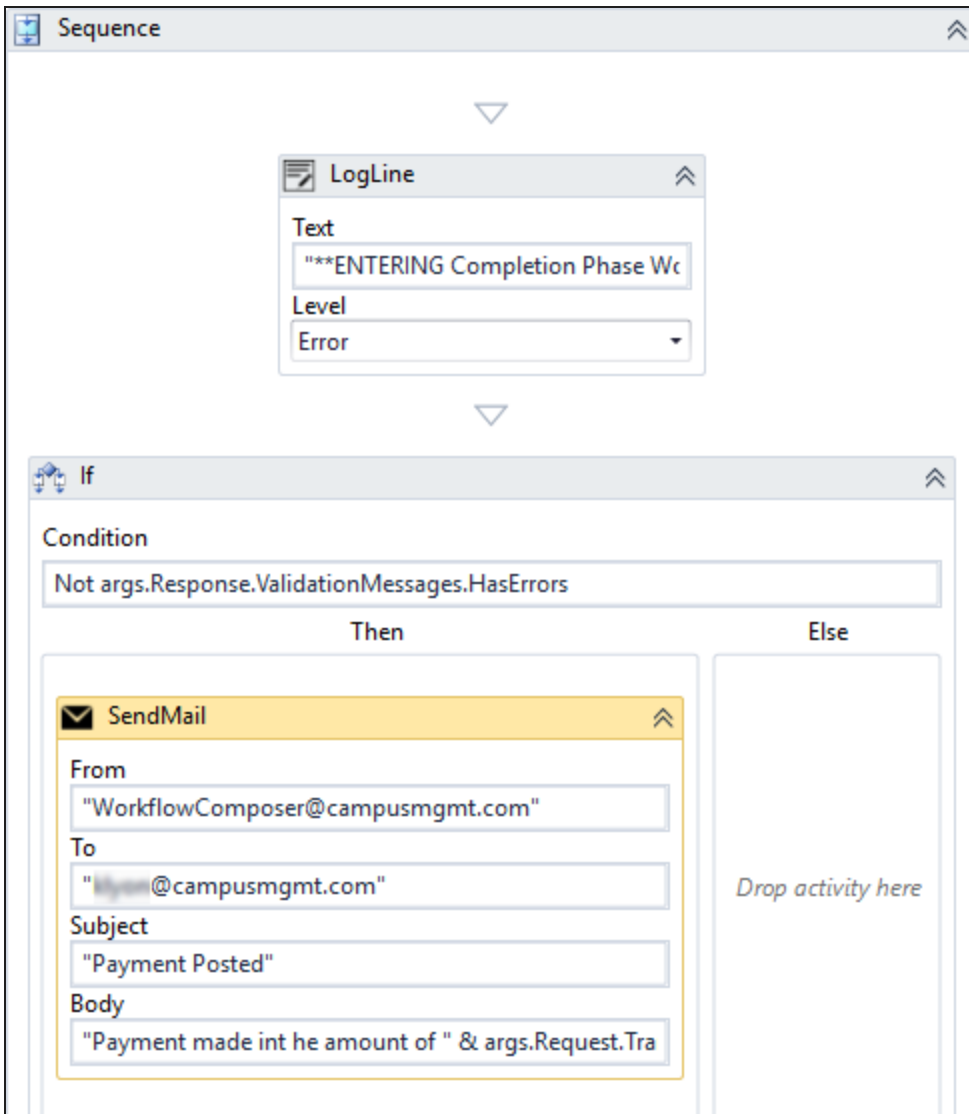 Sequence
LogLine
Text
"**ENTERING Completion Phase Wo
Level
Error
If
Condition
Not args.Response.ValidationMessages.HasErrors
Then
Else
SendMail
From
"WorkflowComposer@campusmgmt.com"
To
" @campusmgmt.com"
Subject
"Payment Posted"
Body
"Payment made int he amount of " & args.Request.Tra
Drop activity here